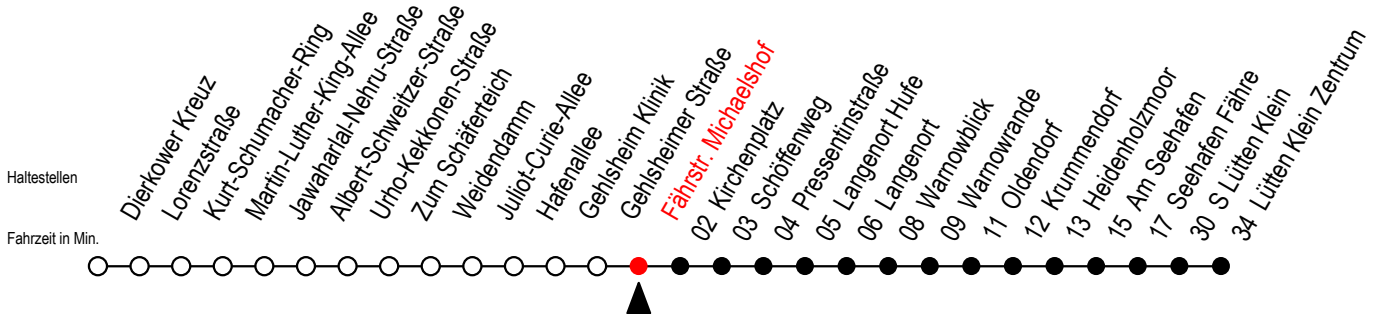 Haltestellen
Fahrzeit in Min.
Dierkower Kreuz
Lorenzstraße
Kurt-Schumacher-Ring
Martin-Luther-King-Allee
Jawaharlal-Nehru-Straße
Albert-Schweitzer-Straße
Urho-Kekkonen-Straße
Zum Schäferteich
Weidendamm
Juliot-Curie-Allee
Hafenallee
Gehlsheim Klinik
Gehlsheimer Straße
Fährstr. Michaelshof
02 Kirchenplatz
03 Schöffenweg
04 Pressentinstraße
05 Langenort Hufe
06 Langenort
08 Warnowblick
09 Warnowrande
11 Oldendorf
12 Krummendorf
13 Heidenholzmoor
15 Am Seehafen
17 Seehafen Fähre
30 S Lütten Klein
34 Lütten Klein Zentrum